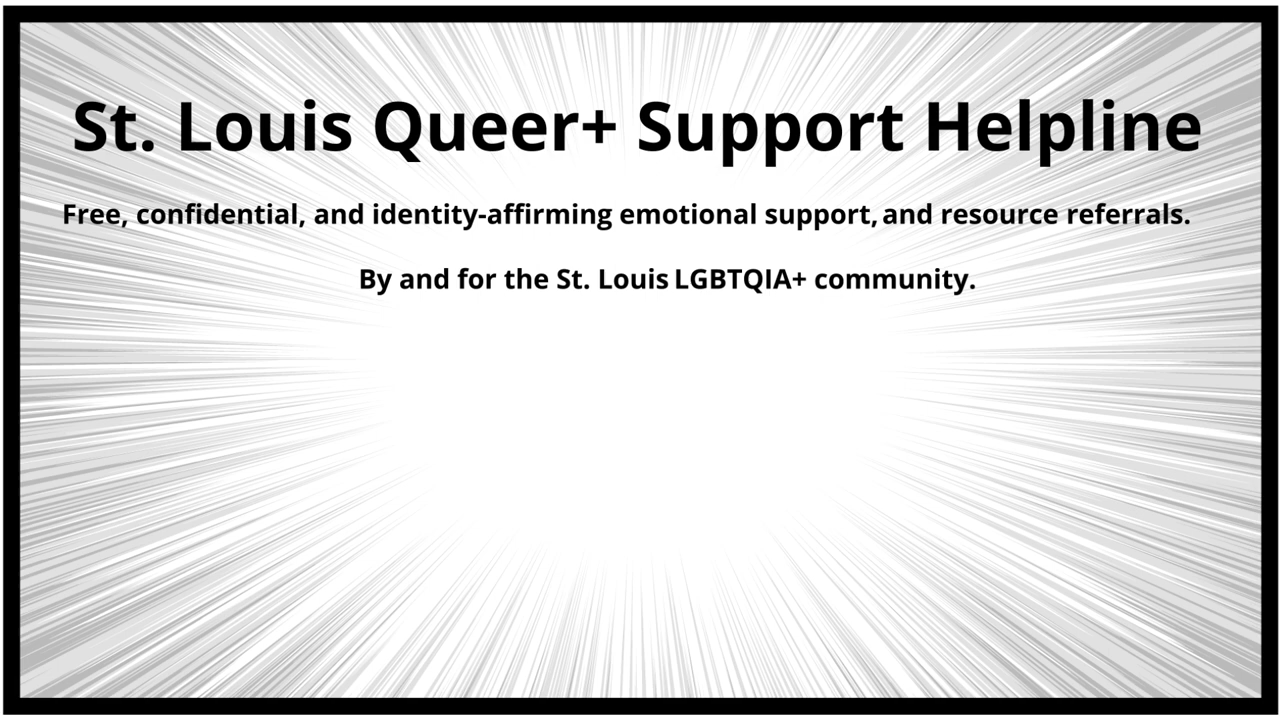 St. Louis Queer+ Support Helpline
Free, confidential, and identity-affirming emotional support, and resource referrals.
By and for the St. Louis LGBTQIA+ community.